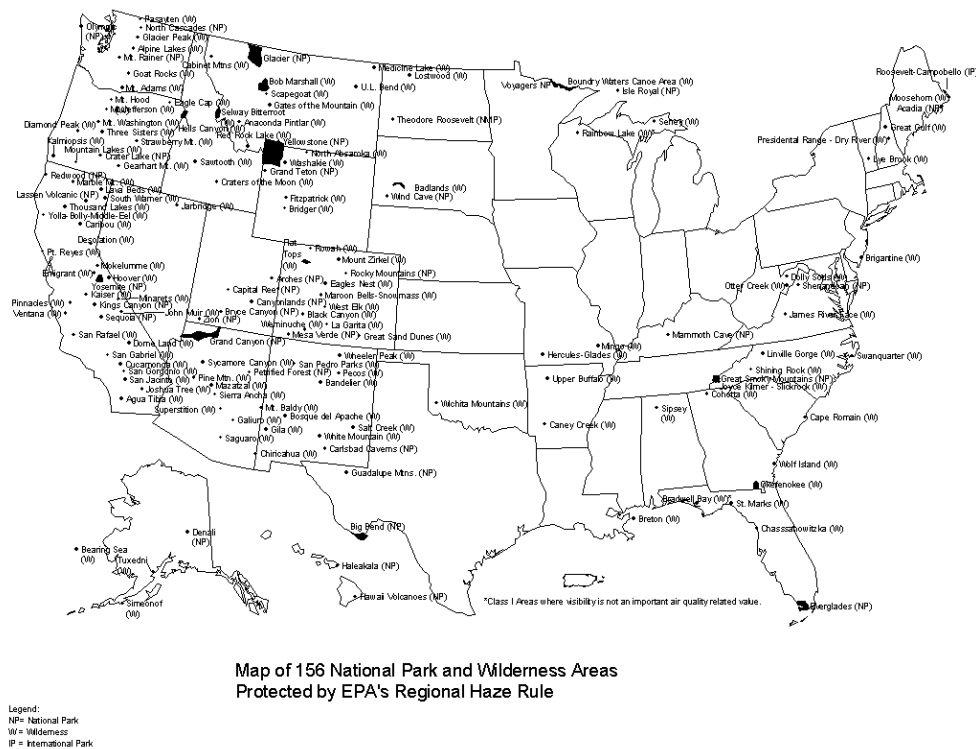 Pasayten (W)
Olympic (NP)
North Cascades (NP)
Glacier Peak (W)
Alpine Lakes (W)
Mt. Rainer (NP)
Goat Rocks (W)
Mt. Adams (W)
Mt. Hood
Mt. Jefferson (W)
Eagle Cap (W)
Diamond Peak (W)
Mt. Washington (W)
Three Sisters (W)
Hells Canyon (W)
Strawberry Mt. (W)
Kalmiopsis (W)
Mountain Lakes (W)
Crater Lake (NP)
Gearhart Mt. (W)
Cabinet Mtns (W)
Glacier (NP)
Bob Marshall (W)
Scapegoat (W)
Gates of the Mountain (W)
Selway Bitterroot (W)
Anaconda Pintlar (W)
Red Rock Lake (W)
Yellowstone (NP)
North Absaroka (W)
Washakie (W)
Grand Teton (NP)
Sawtooth (W)
Craters of the Moon (W)
Fitzpatrick (W)
Bridger (W)
Jarbridge (W)
Medicine Lake (W)
Lostwood (W)
U.L. Bend (W)
Theodore Roosevelt (NMP)
Badlands (W)
Wind Cave (NP)
Voyagers NP
Boundry Waters Canoe Area (W)
Isle Royal (NP)
Seney (W)
Rainbow Lake (W)
Roosevelt-Campobello (IP)
Moosehorn (W)
Acadia (NP)
Great Gulf (W)
Presidential Range - Dry River (W)
Lye Brook (W)
Brigantine (W)
Redwood (NP)
Marble Mt. (W)
Lava Beds (W)
Lassen Volcanic (NP)
South Warner (W)
Thousand Lakes (W)
Yolla-Bolly-Middle-Eel (W)
Caribou (W)
Desolation (W)
Pt. Reyes (W)
Mokelumme (W)
Emigrant (W)
Hoover (W)
Yosemite (NP)
Kaiser (W)
Minarets (W)
Pinnacles (W)
Kings Canyon (NP)
Ventana (W)
Sequoia (NP)
John Muir (W)
San Rafael (W)
Dome Land (W)
San Gabriel (W)
Cucamonga (W)
San Gorgonio (W)
San Jacinto (W)
Joshua Tree (W)
Agua Tibia (W)
Flat Tops (W)
Rawah (W)
Mount Zirkel (W)
Rocky Mountains (NP)
Arches (NP)
Eagles Nest (W)
Capital Reef (NP)
Maroon Bells-Snowmass (W)
Canyonlands (NP)
West Elk (W)
Bryce Canyon (NP)
Black Canyon (W)
Zion (NP)
Weminuche (W)
La Garita (W)
Mesa Verde (NP)
Great Sand Dunes (W)
Grand Canyon (NP)
Wheeler Peak (W)
Sycamore Canyon (W)
San Pedro Parks (W)
Petrified Forest (NP)
Pecos (W)
Pine Mtn. (W)
Bandelier (W)
Mazatzal (W)
Sierra Ancha (W)
Superstition (W)
Mt. Baldy (W)
Galiuro (W)
Bosque del Apache (W)
Gila (W)
Salt Creek (W)
Saguaro (W)
White Mountain (W)
Chiricahua (W)
Carlsbad Caverns (NP)
Guadalupe Mtns. (NP)
Big Bend (NP)
Wichita Mountains (W)
Hercules-Glades (W)
Mingo (W)
Upper Buffalo (W)
Caney Creek (W)
Mammoth Cave (NP)
Dolly Sods (W)
Otter Creek (W)
Shenandoah (NP)
James River Face (W)
Linville Gorge (W)
Swanquarter (W)
Shining Rock (W)
Great Smoky Mountains (NP)
Joyce Kilmer - Slickrock (W)
Cohotta (W)
Sipsey (W)
Cape Romain (W)
Wolf Island (W)
Okefenokee (W)
Bradwell Bay (W)*
St. Marks (W)
Breton (W)
Chassahowitzka (W)
Everglades (NP)
Denali (NP)
Bearing Sea (W)
Tuxedni (W)
Simeonof (W)
Haleakala (NP)
Hawaii Volcanoes (NP)
*Class I Areas where visibility is not an important air quality related value.
Map of 156 National Park and Wilderness Areas
Protected by EPA's Regional Haze Rule
Legend:
NP= National Park
W = Wilderness
IP = International Park